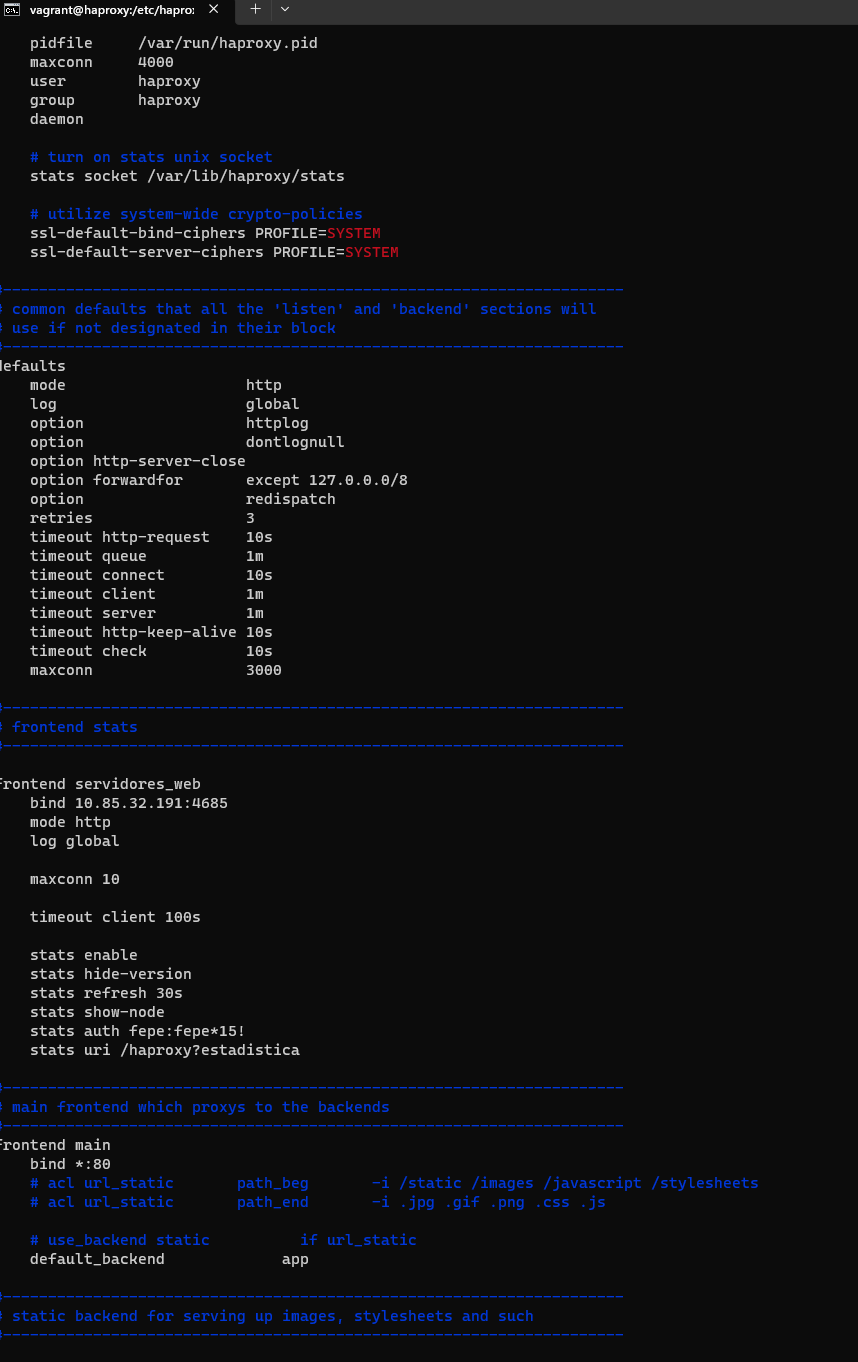 vagrant@haproxy:/etc/hapro:
pidfile     /var/run/haproxy.pid
maxconn     4000
user        haproxy
group       haproxy
daemon
# turn on stats unix socket
stats socket /var/lib/haproxy/stats
# utilize system-wide crypto-policies
ssl-default-bind-ciphers PROFILE=SYSTEM
ssl-default-server-ciphers PROFILE=SYSTEM
#---------------------------------------------------------------------
# common defaults that all the 'listen' and 'backend' sections will
# use if not designated in their block
#---------------------------------------------------------------------
defaults
mode                    http
log                     global
option                  httplog
option                  dontlognull
option http-server-close
option forwardfor       except 127.0.0.0/8
option                  redispatch
retries                 3
timeout http-request    10s
timeout queue           1m
timeout connect         10s
timeout client          1m
timeout server          1m
timeout http-keep-alive 10s
timeout check           10s
maxconn                 3000
#---------------------------------------------------------------------
# frontend stats
#---------------------------------------------------------------------
frontend servidores_web
bind 10.85.32.191:4685
mode http
log global
maxconn 10
timeout client 100s
stats enable
stats hide-version
stats refresh 30s
stats show-node
stats auth fepe:fepe*15!
stats uri /haproxy?estadistica
#---------------------------------------------------------------------
# main frontend which proxys to the backends
#---------------------------------------------------------------------
frontend main
bind *:80
# acl url_static       path_beg       -i /static /images /javascript /stylesheets
# acl url_static       path_end       -i .jpg .gif .png .css .js
# use_backend static          if url_static
default_backend             app
#---------------------------------------------------------------------
# static backend for serving up images, stylesheets and such
#---------------------------------------------------------------------